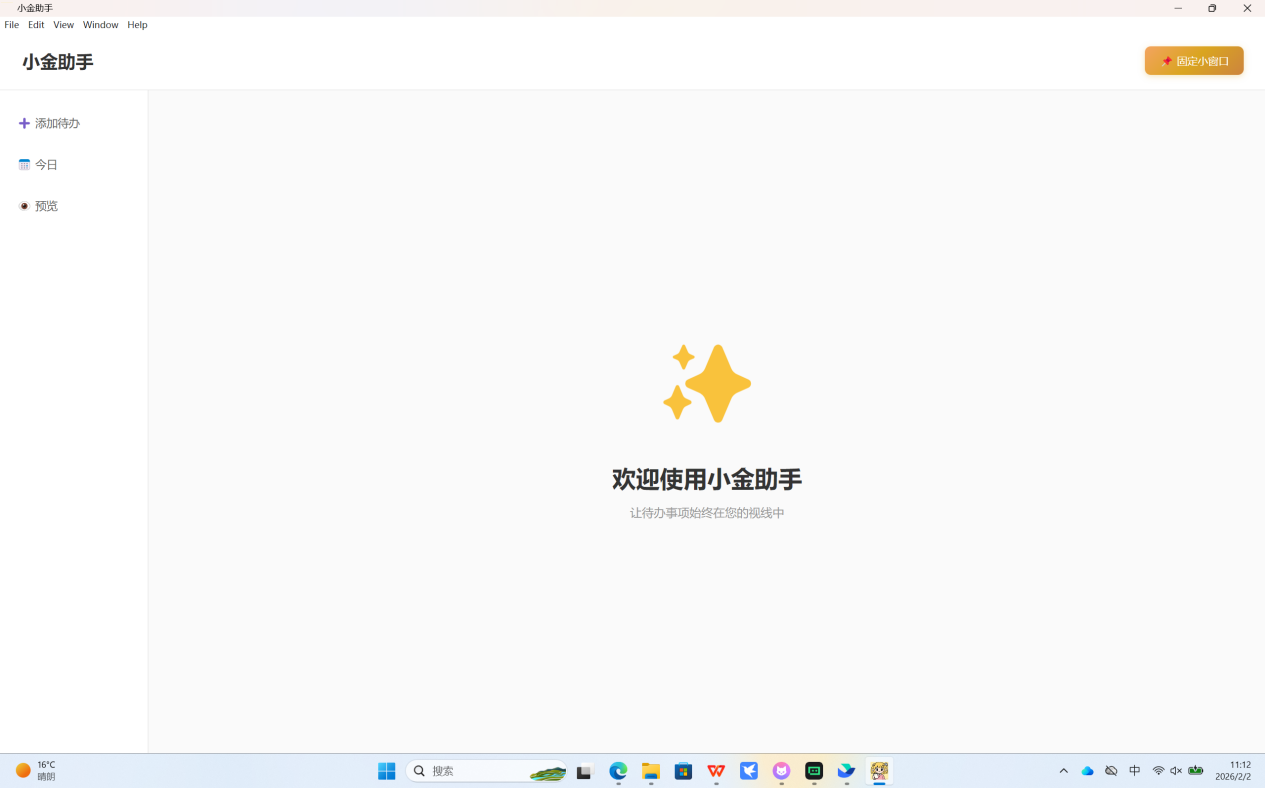 小金助手
File Edit View Window Help
小金助手
固定小窗口
添加待办
今日
预览
欢迎使用小金助手
让待办事项始终在您的视线中
16°C
晴朗
搜索
中
11:12
2026/2/2